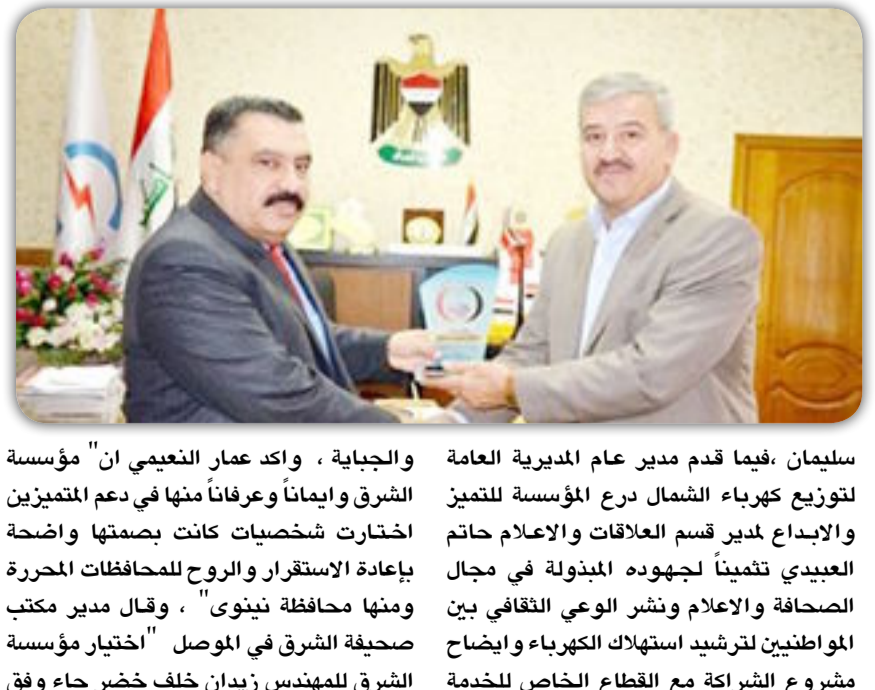 سليمان ،فيما قدم مدير عام المديرية العامة
لتوزيع كهرباء الشمال درع المؤسسة للتميز
والابداع لمدير قسم العلاقات والاعلام حاتم
العبيدي تثميناً لجهوده المبذولة في مجال
الصحافة والاعلام ونشر الوعي الثقافي بين
المواطنيين لترشيد استهلاك الكهرباء وايضاح
مشروع الشراكة مع القطاع الخاص للخدمة
والجباية ، واكد عمار النعيمي ان" مؤسسة
الشرق وايماناً وعرفاناً منها في دعم المتميزين
اختارت شخصيات كانت بصمتها واضحة
بإعادة الاستقرار والروح للمحافظات المحررة
ومنها محافظة نينوى" ، وقال مدير مكتب
صحيفة الشرق في الموصل "اختيار مؤسسة
الشرق للمهندس زيدان خلف خضر جاء وفق